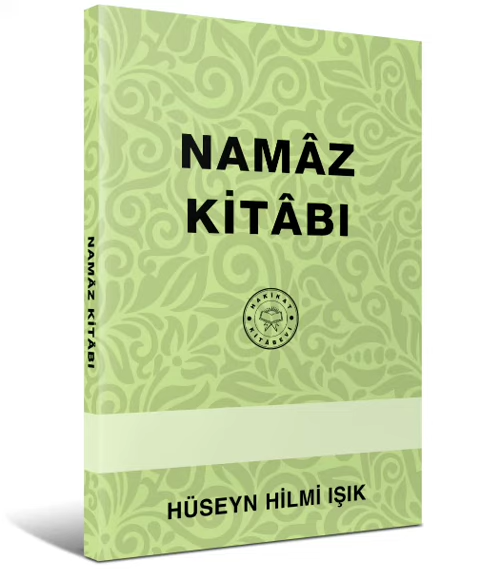 NAMÂZ
KİTÂBI
HAKİKAT
KİTÂBEVİ
HÜSEYN HİLMİ IŞIK
NAMÂZ KİTÂBI